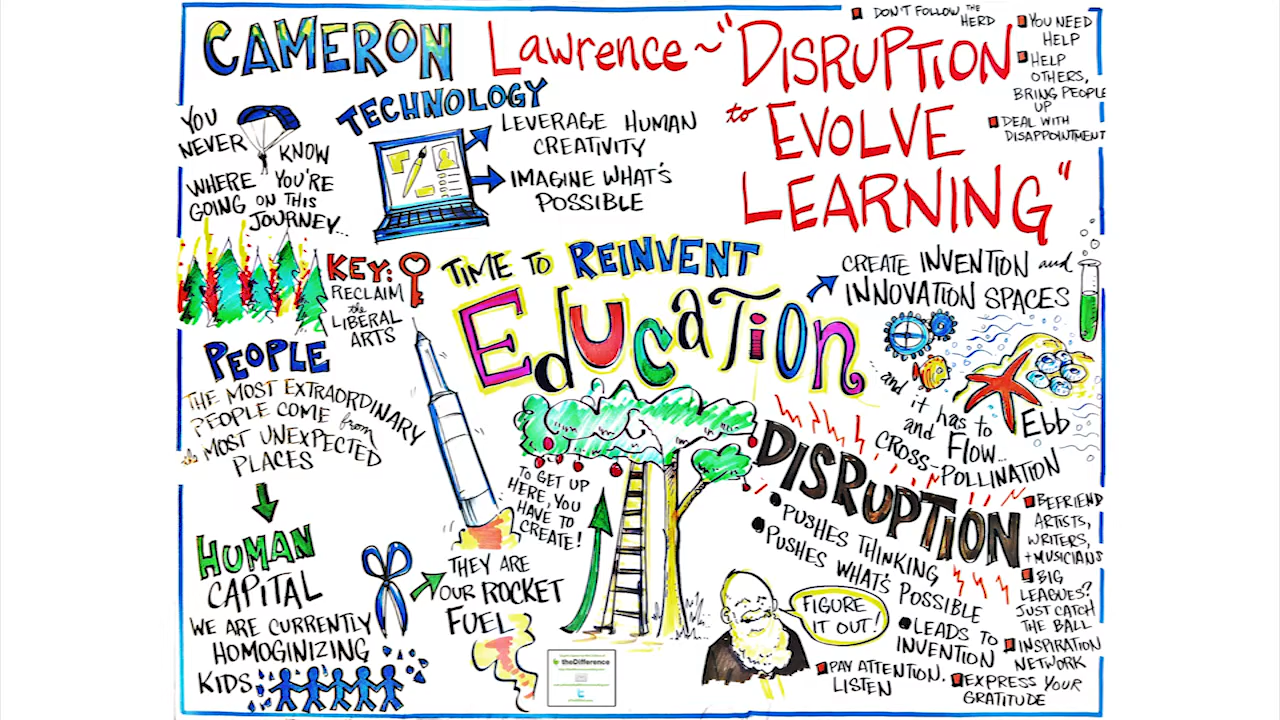 CAMERON Lawrence ~ "DISRUPTION
to EVOLVE
LEARNING"
DON'T FOLLOW THE
HERD
YOU NEED
HELP
HELP
OTHERS,
BRING PEOPLE
UP
DEAL WITH
DISAPPOINTMENT
YOU
NEVER KNOW
WHERE YOU'RE
GOING ON THIS
JOURNEY...
TECHNOLOGY
LEVERAGE HUMAN
CREATIVITY
IMAGINE WHAT'S
POSSIBLE
KEY:
RECLAIM
the
LIBERAL
ARTS
TIME TO REINVENT
EDUCATION
CREATE INVENTION and
INNOVATION SPACES
...and
it has to
Ebb
and FLOW...
CROSS-POLLINATION
PEOPLE
THE MOST EXTRAORDINARY
PEOPLE COME from
the MOST UNEXPECTED
PLACES
HUMAN
CAPITAL
WE ARE CURRENTLY
HOMOGINIZING
KIDS
THEY ARE
OUR ROCKET
FUEL
TO GET UP
HERE, YOU
HAVE TO
CREATE!
DISRUPTION
PUSHES THINKING
PUSHES WHAT'S POSSIBLE
LEADS TO
INVENTION
FIGURE
IT OUT!
PAY ATTENTION.
LISTEN
BEFRIEND
ARTISTS,
WRITERS,
+MUSICIANS
BIG
LEAGUES?
JUST CATCH
THE BALL
INSPIRATION
NETWORK
EXPRESS YOUR
GRATITUDE
theDifference